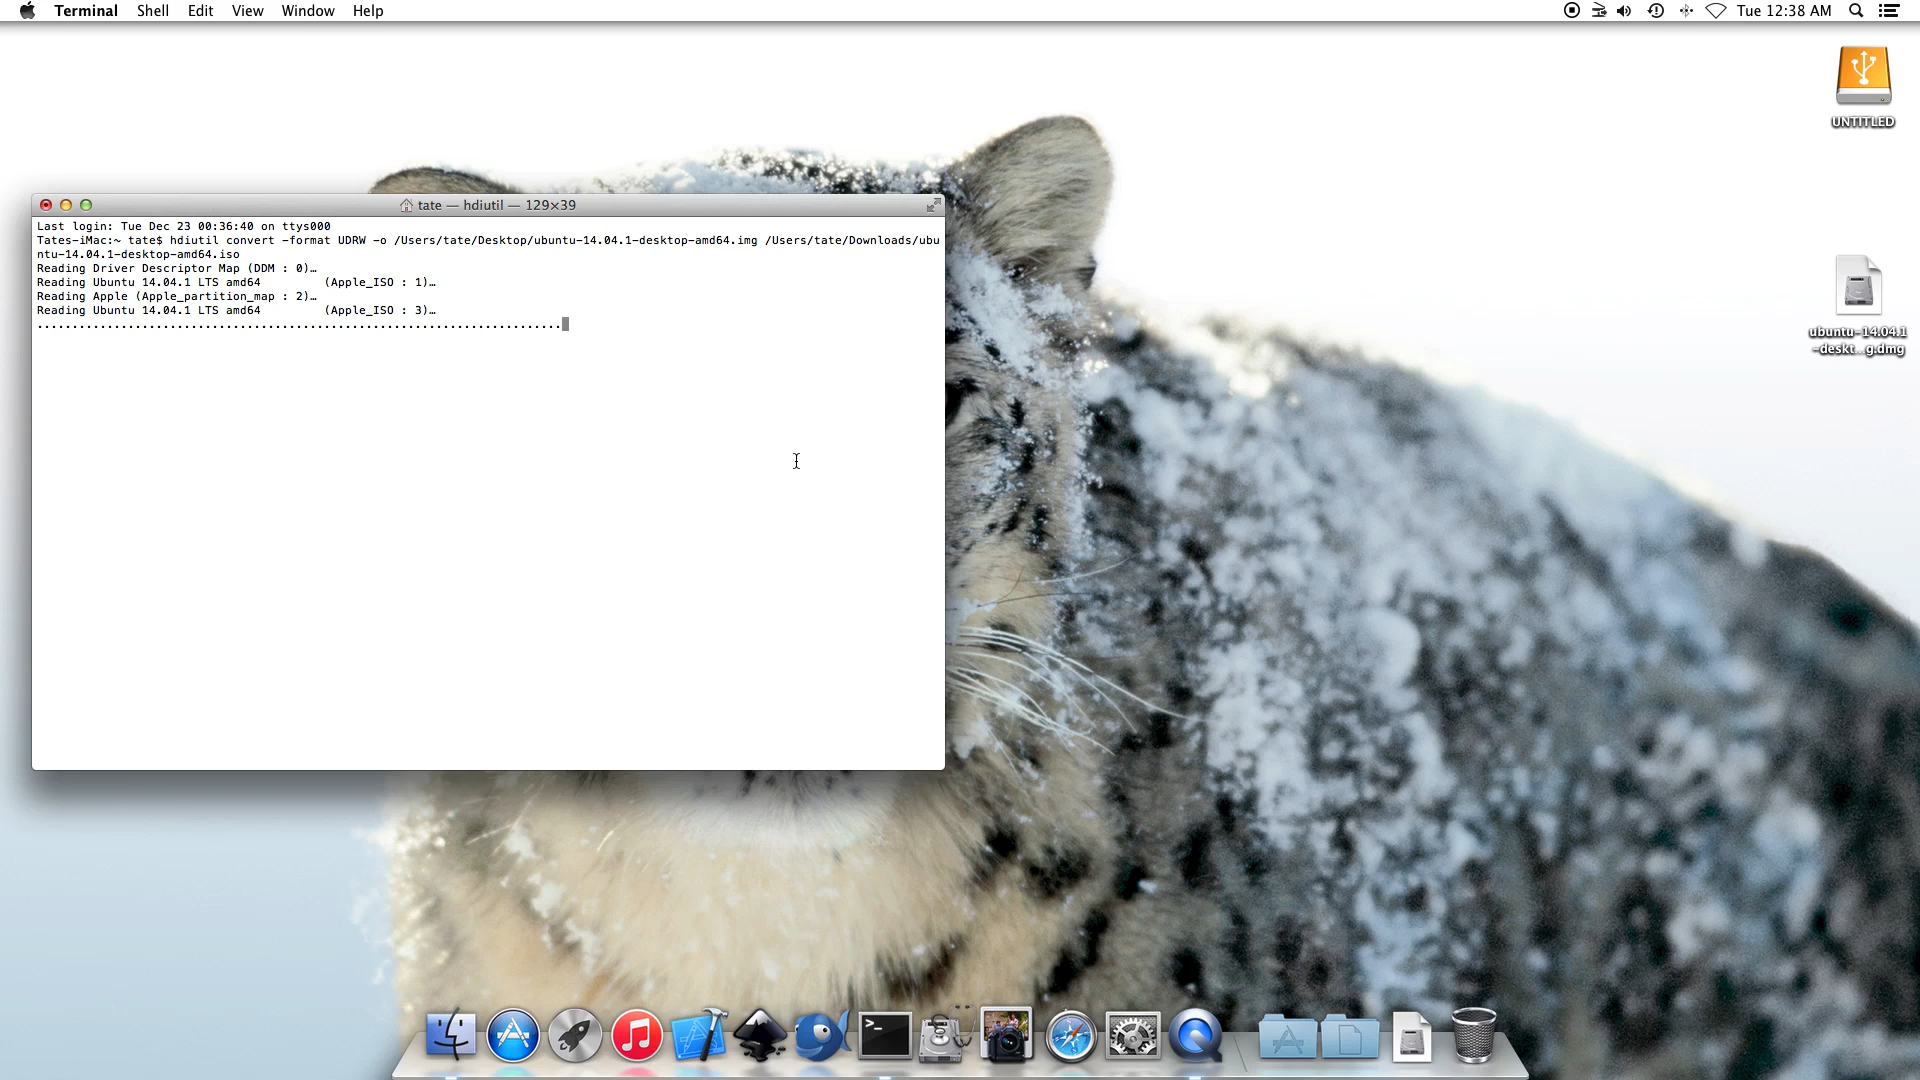 Terminal Shell Edit View Window Help
Tue 12:38 AM
UNTITLED
tate — hdiutil — 129×39
Last login: Tue Dec 23 00:36:40 on ttys000
Tates-iMac:~ tate$ hdiutil convert -format UDRW -o /Users/tate/Desktop/ubuntu-14.04.1-desktop-amd64.img /Users/tate/Downloads/ubu
ntu-14.04.1-desktop-amd64.iso
Reading Driver Descriptor Map (DDM : 0)…
Reading Ubuntu 14.04.1 LTS amd64         (Apple_ISO : 1)…
Reading Apple (Apple_partition_map : 2)…
Reading Ubuntu 14.04.1 LTS amd64         (Apple_ISO : 3)…
...........................................................................
ubuntu-14.04.1
-deskt...g.dmg